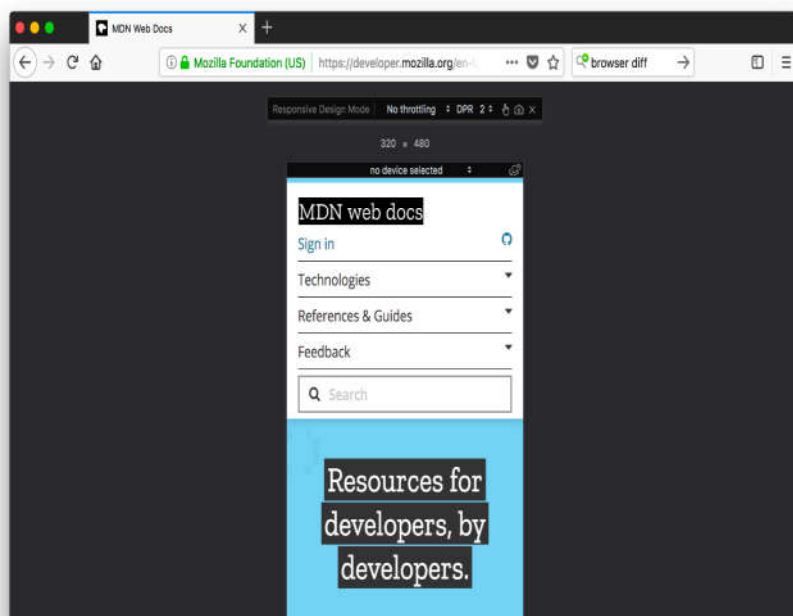 MDN Web Docs
Mozilla Foundation (US) https://developer.mozilla.org/en- browser diff
Responsive Design Mode No throttling DPR 2
320 × 480
no device selected
MDN web docs
Sign in
Technologies
References & Guides
Feedback
Search
Resources for
developers, by
developers.